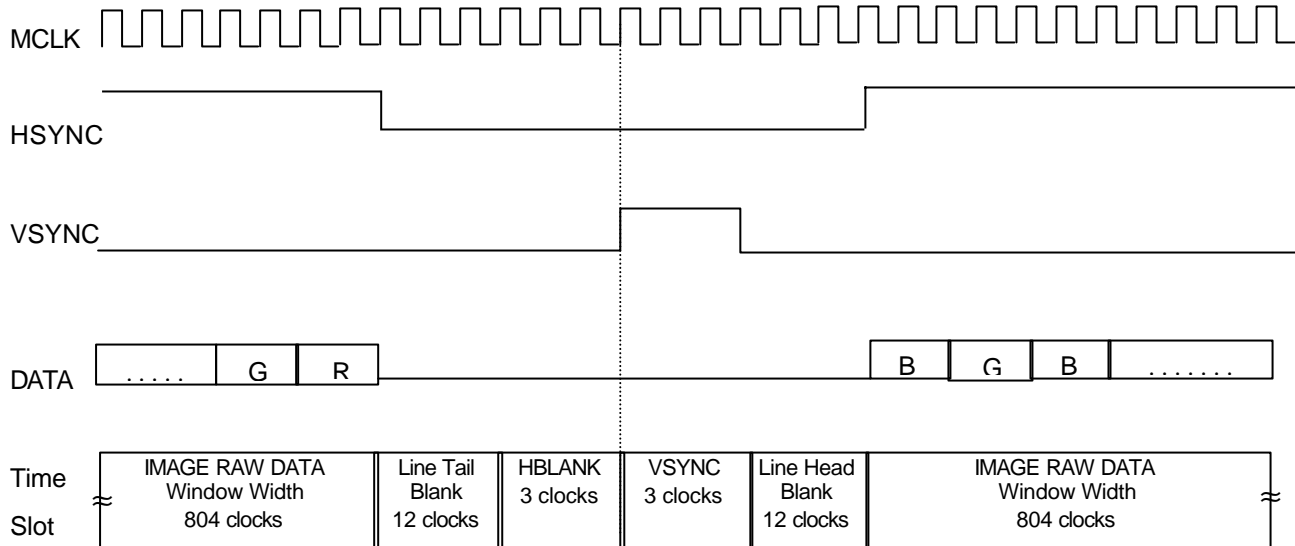 MCLK
HSYNC
VSYNC
DATA
. . . . . G R B G B . . . . . . .
Time
Slot
IMAGE RAW DATA
Window Width
804 clocks
Line Tail
Blank
12 clocks
HBLANK
3 clocks
VSYNC
3 clocks
Line Head
Blank
12 clocks
IMAGE RAW DATA
Window Width
804 clocks